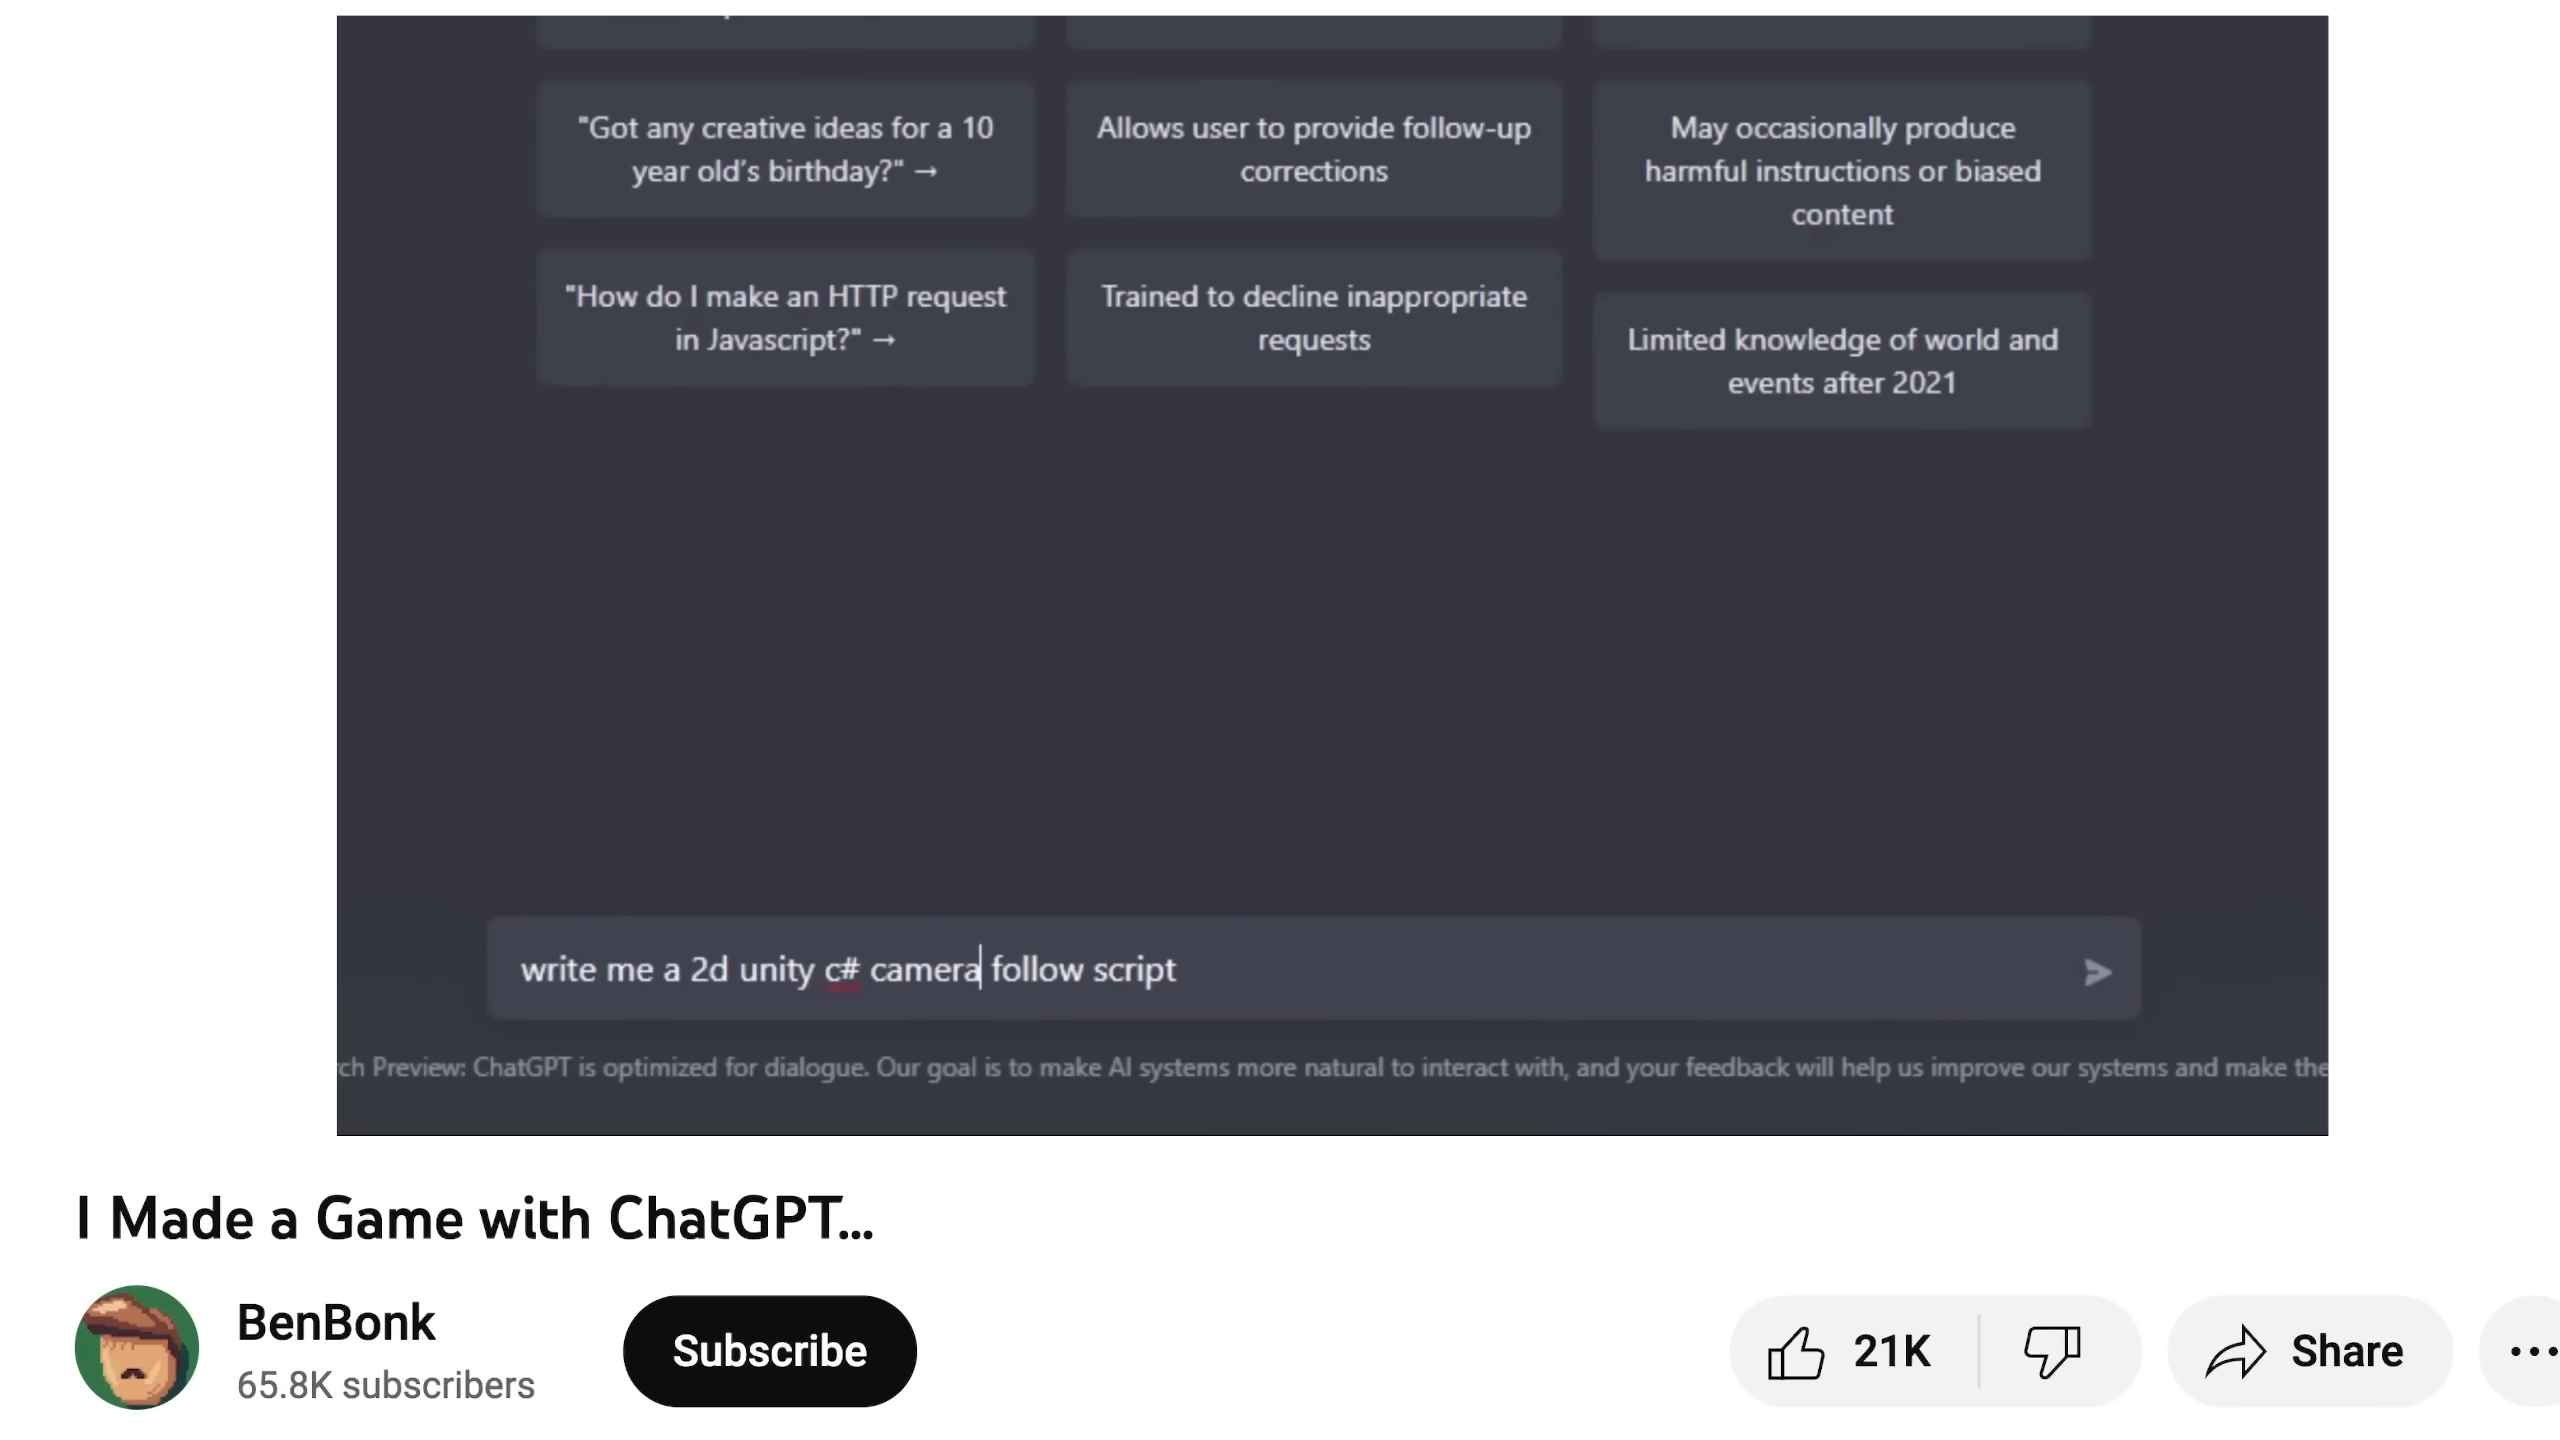 "Got any creative ideas for a 10
year old's birthday?" →
Allows user to provide follow-up
corrections
May occasionally produce
harmful instructions or biased
content
"How do I make an HTTP request
in Javascript?" →
Trained to decline inappropriate
requests
Limited knowledge of world and
events after 2021
write me a 2d unity c# camera follow script
ch Preview: ChatGPT is optimized for dialogue. Our goal is to make AI systems more natural to interact with, and your feedback will help us improve our systems and make the
I Made a Game with ChatGPT...
BenBonk
65.8K subscribers
Subscribe
21K
Share